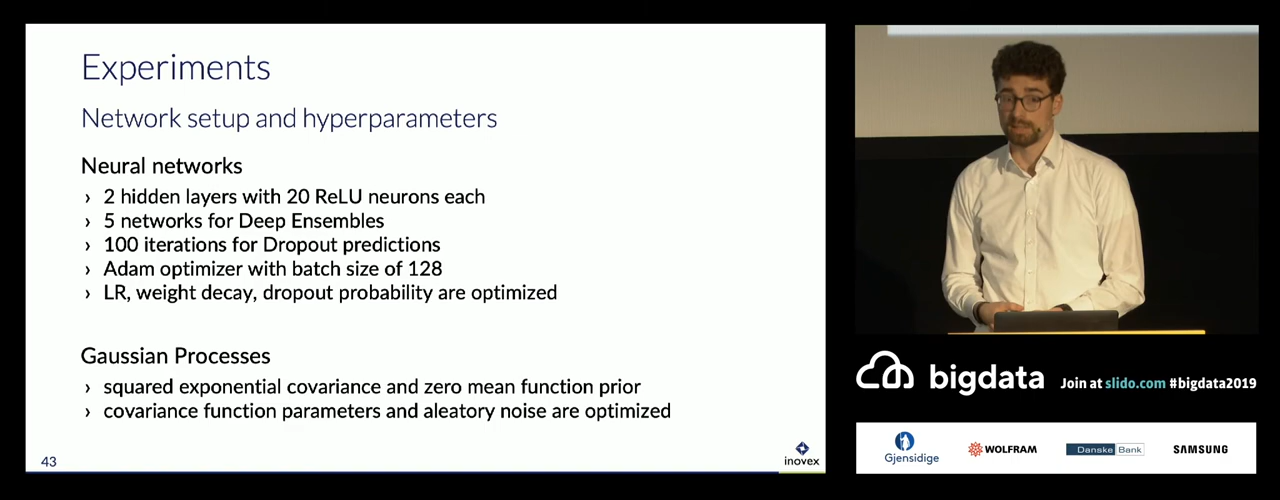 Experiments
Network setup and hyperparameters
Neural networks
› 2 hidden layers with 20 ReLU neurons each
› 5 networks for Deep Ensembles
› 100 iterations for Dropout predictions
› Adam optimizer with batch size of 128
› LR, weight decay, dropout probability are optimized
Gaussian Processes
› squared exponential covariance and zero mean function prior
› covariance function parameters and aleatory noise are optimized
43
inovex
bigdata
Join at slido.com #bigdata2019
Gjensidige
WOLFRAM
Danske Bank
SAMSUNG